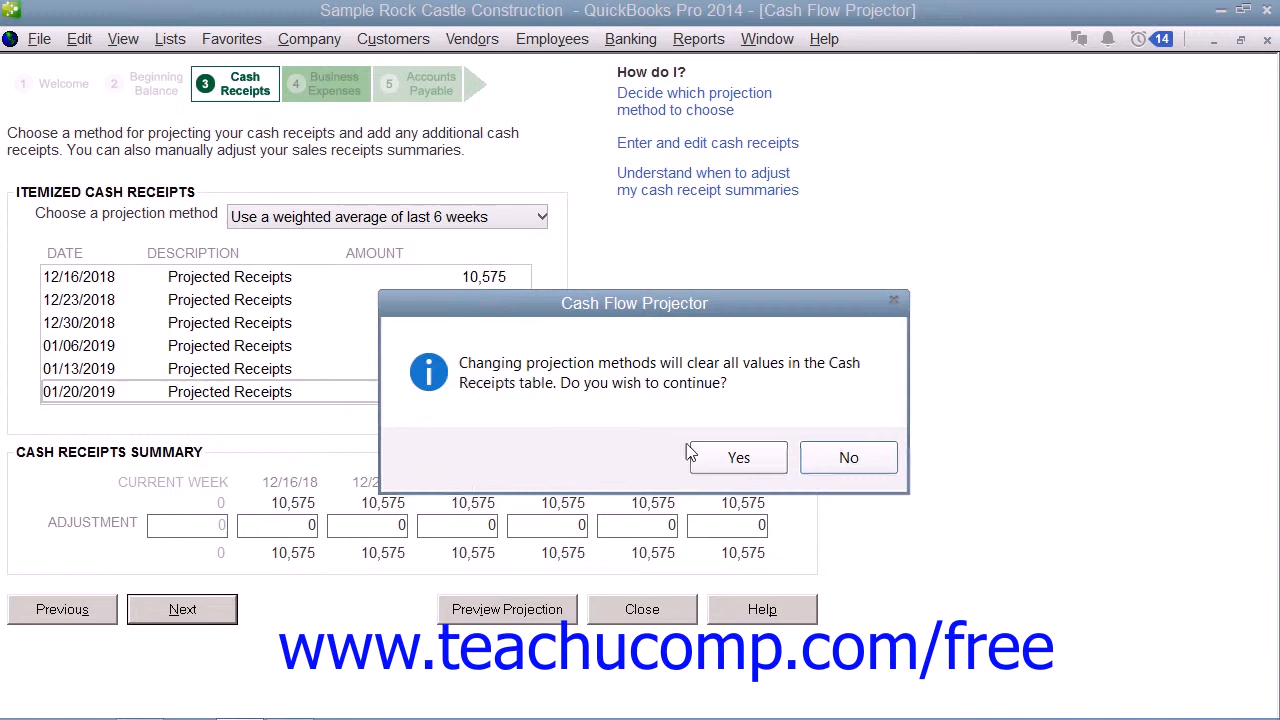 Sample Rock Castle Construction - QuickBooks Pro 2014 - [Cash Flow Projector]
File Edit View Lists Favorites Company Customers Vendors Employees Banking Reports Window Help 14
1 Welcome 2 Beginning Balance 3 Cash Receipts 4 Business Expenses 5 Accounts Payable
How do I?
Decide which projection
method to choose
Enter and edit cash receipts
Understand when to adjust
my cash receipt summaries
Choose a method for projecting your cash receipts and add any additional cash
receipts. You can also manually adjust your sales receipts summaries.
ITEMIZED CASH RECEIPTS
Choose a projection method Use a weighted average of last 6 weeks
DATE DESCRIPTION AMOUNT
12/16/2018 Projected Receipts 10,575
12/23/2018 Projected Receipts
12/30/2018 Projected Receipts
01/06/2019 Projected Receipts
01/13/2019 Projected Receipts
01/20/2019 Projected Receipts
Cash Flow Projector
Changing projection methods will clear all values in the Cash
Receipts table. Do you wish to continue?
Yes No
CASH RECEIPTS SUMMARY
CURRENT WEEK 12/16/18
0 10,575 10,575 10,575 10,575 10,575 10,575
ADJUSTMENT 0 0 0 0 0 0 0
0 10,575 10,575 10,575 10,575 10,575 10,575
Previous Next Preview Projection Close Help
www.teachucomp.com/free